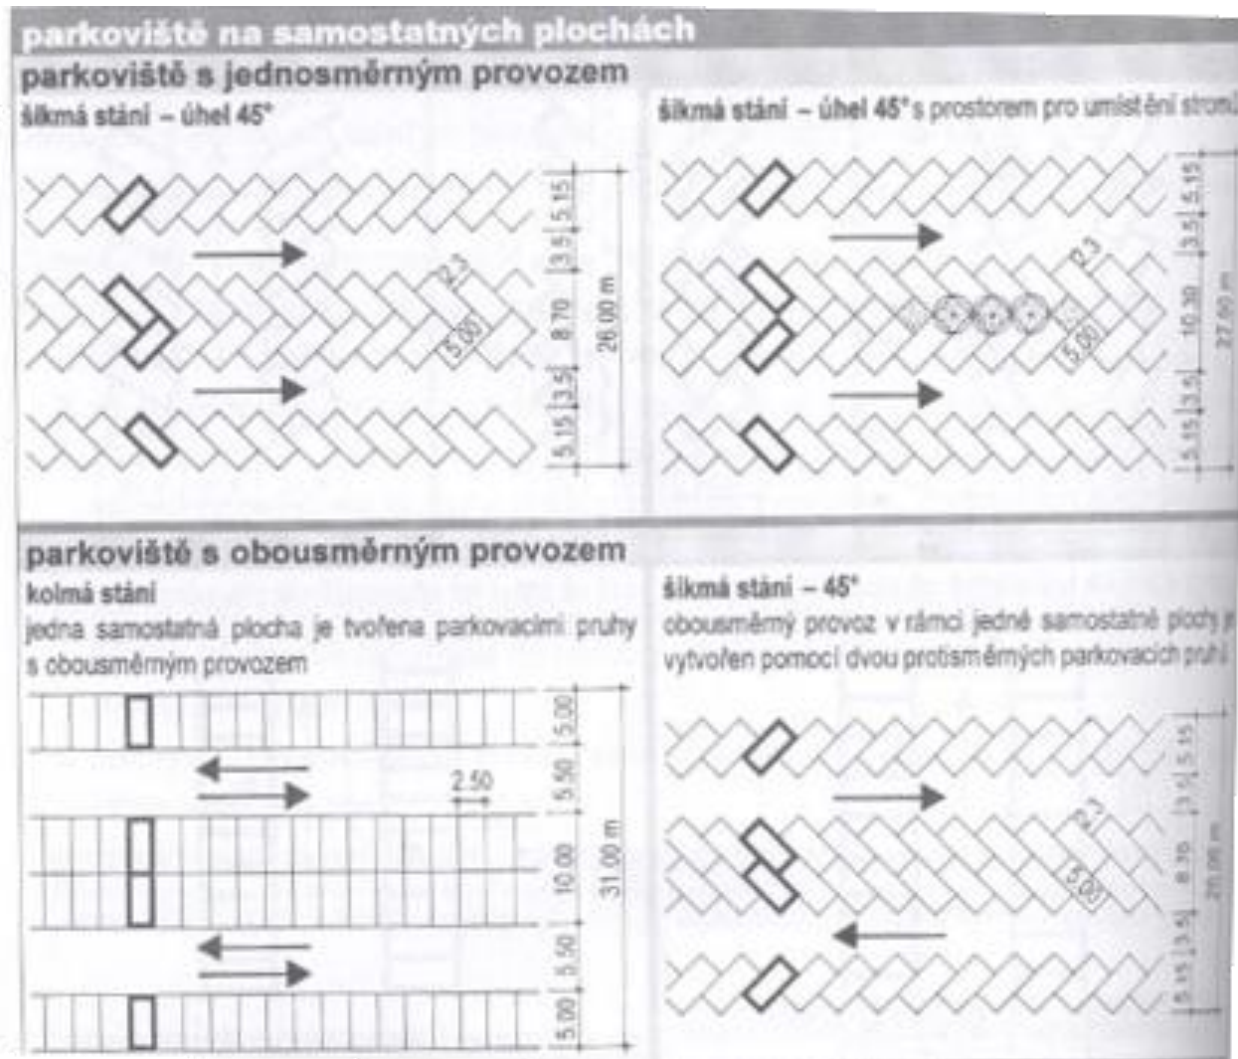 parkoviště na samostatných plochách
parkoviště s jednosměrným provozem
šikmá stání – úhel 45°
5.15
3.5
8.70
3.5
5.15
26.00 m
2.3
5.00
šikmá stání – úhel 45° s prostorem pro umístění stromů
5.15
3.5
10.30
3.5
5.15
27.60 m
2.3
5.00
parkoviště s obousměrným provozem
kolmá stání
jedna samostatná plocha je tvořena parkovacími pruhy
s obousměrným provozem
5.00
5.50
10.00
5.50
5.00
31.00 m
2.50
šikmá stání – 45°
obousměrný provoz v rámci jedné samostatné plochy
vytvořen pomocí dvou protisměrných parkovacích pruhů
5.15
3.5
8.70
3.5
5.15
2.3
5.00